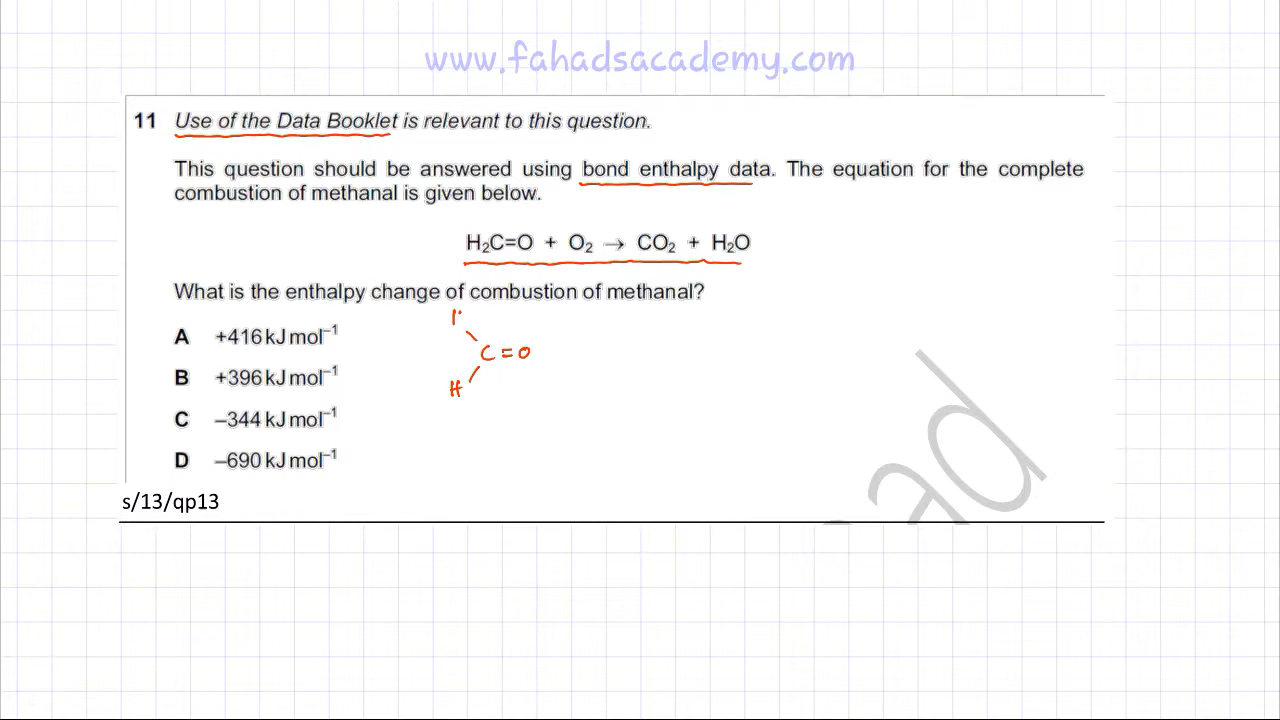 www.fahadsacademy.com
11 Use of the Data Booklet is relevant to this question.
This question should be answered using bond enthalpy data. The equation for the complete
combustion of methanal is given below.
H₂C=O + O₂ → CO₂ + H₂O
What is the enthalpy change of combustion of methanal?
A +416 kJ mol⁻¹
B +396 kJ mol⁻¹
C –344 kJ mol⁻¹
D –690 kJ mol⁻¹
C=O
H
ad
s/13/qp13